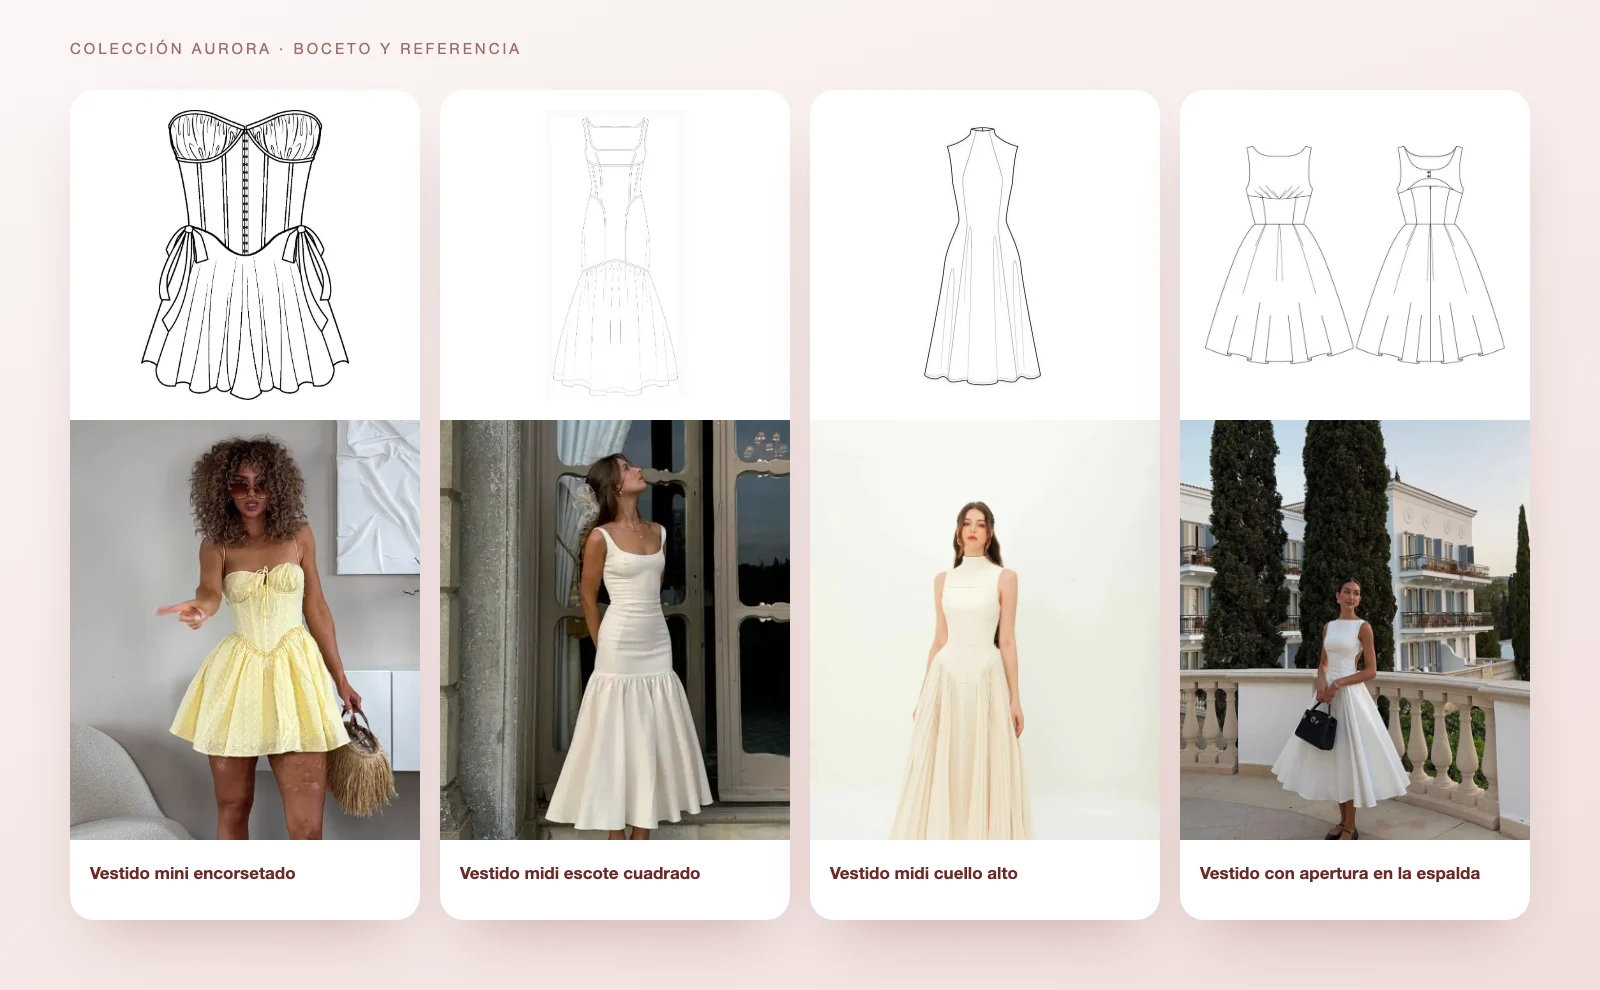 COLECCIÓN AURORA · BOCETO Y REFERENCIA
Vestido mini encorsetado
Vestido midi escote cuadrado
Vestido midi cuello alto
Vestido con apertura en la espalda